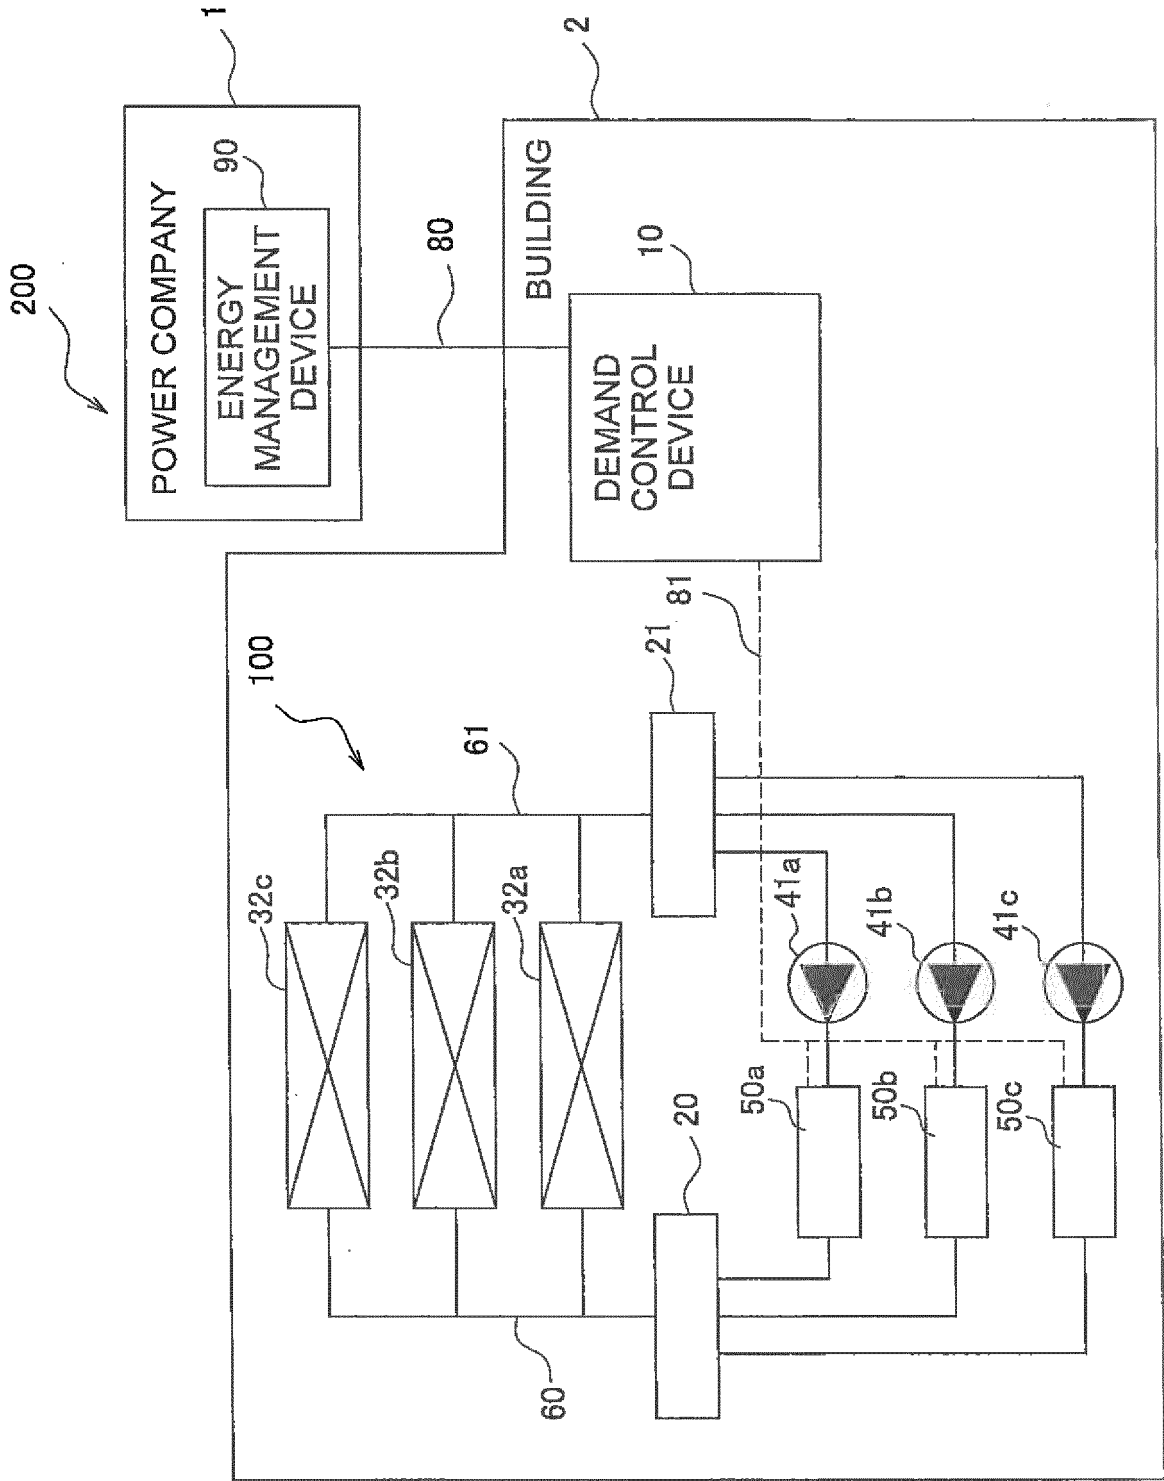 200
1
POWER COMPANY
90
ENERGY
MANAGEMENT
DEVICE
80
2
BUILDING
10
DEMAND
CONTROL
DEVICE
81
100
61
21
32c
32b
32a
41a
41b
41c
50a
50b
50c
20
60